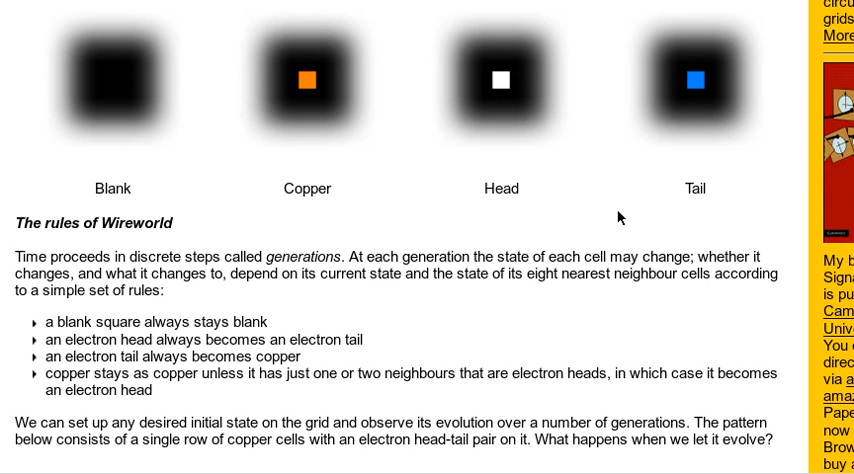 Blank
Copper
Head
Tail
The rules of Wireworld
Time proceeds in discrete steps called generations. At each generation the state of each cell may change; whether it
changes, and what it changes to, depend on its current state and the state of its eight nearest neighbour cells according
to a simple set of rules:
a blank square always stays blank
an electron head always becomes an electron tail
an electron tail always becomes copper
copper stays as copper unless it has just one or two neighbours that are electron heads, in which case it becomes
an electron head
We can set up any desired initial state on the grid and observe its evolution over a number of generations. The pattern
below consists of a single row of copper cells with an electron head-tail pair on it. What happens when we let it evolve?
circu
grids
More
My b
Signa
is pu
Cam
Unive
You c
direc
via a
amaz
Pape
now
Brow
buy a